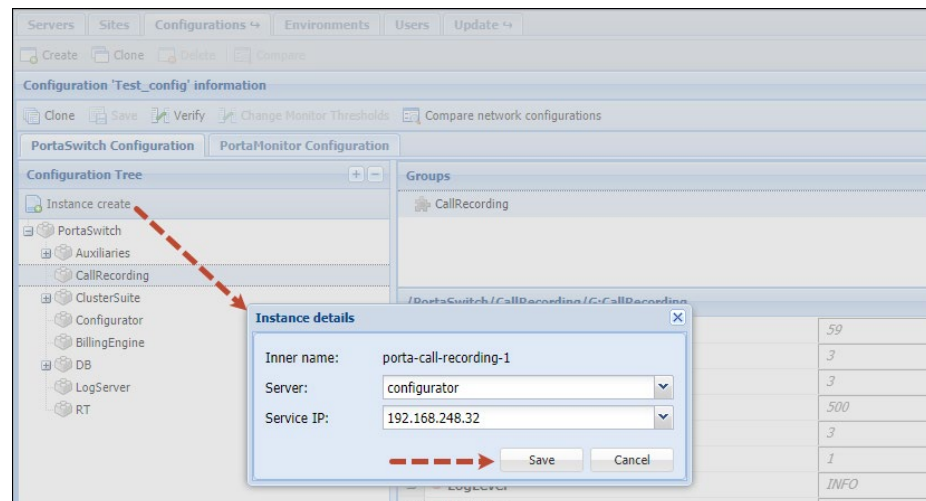 Servers Sites Configurations ↪ Environments Users Update ↪
Create Clone Delete Compare
Configuration 'Test_config' information
Clone Save Verify Change Monitor Thresholds Compare network configurations
PortaSwitch Configuration PortaMonitor Configuration
Configuration Tree Groups
Instance create CallRecording
PortaSwitch
Auxiliaries
CallRecording
ClusterSuite /PortaSwitch/CallRecording/G:CallRecording
Instance details
Configurator 59
Inner name: porta-call-recording-1
BillingEngine 3
DB 3
Server: configurator
LogServer 500
Service IP: 192.168.248.32
RT 3
Save Cancel 1
LogLevel INFO